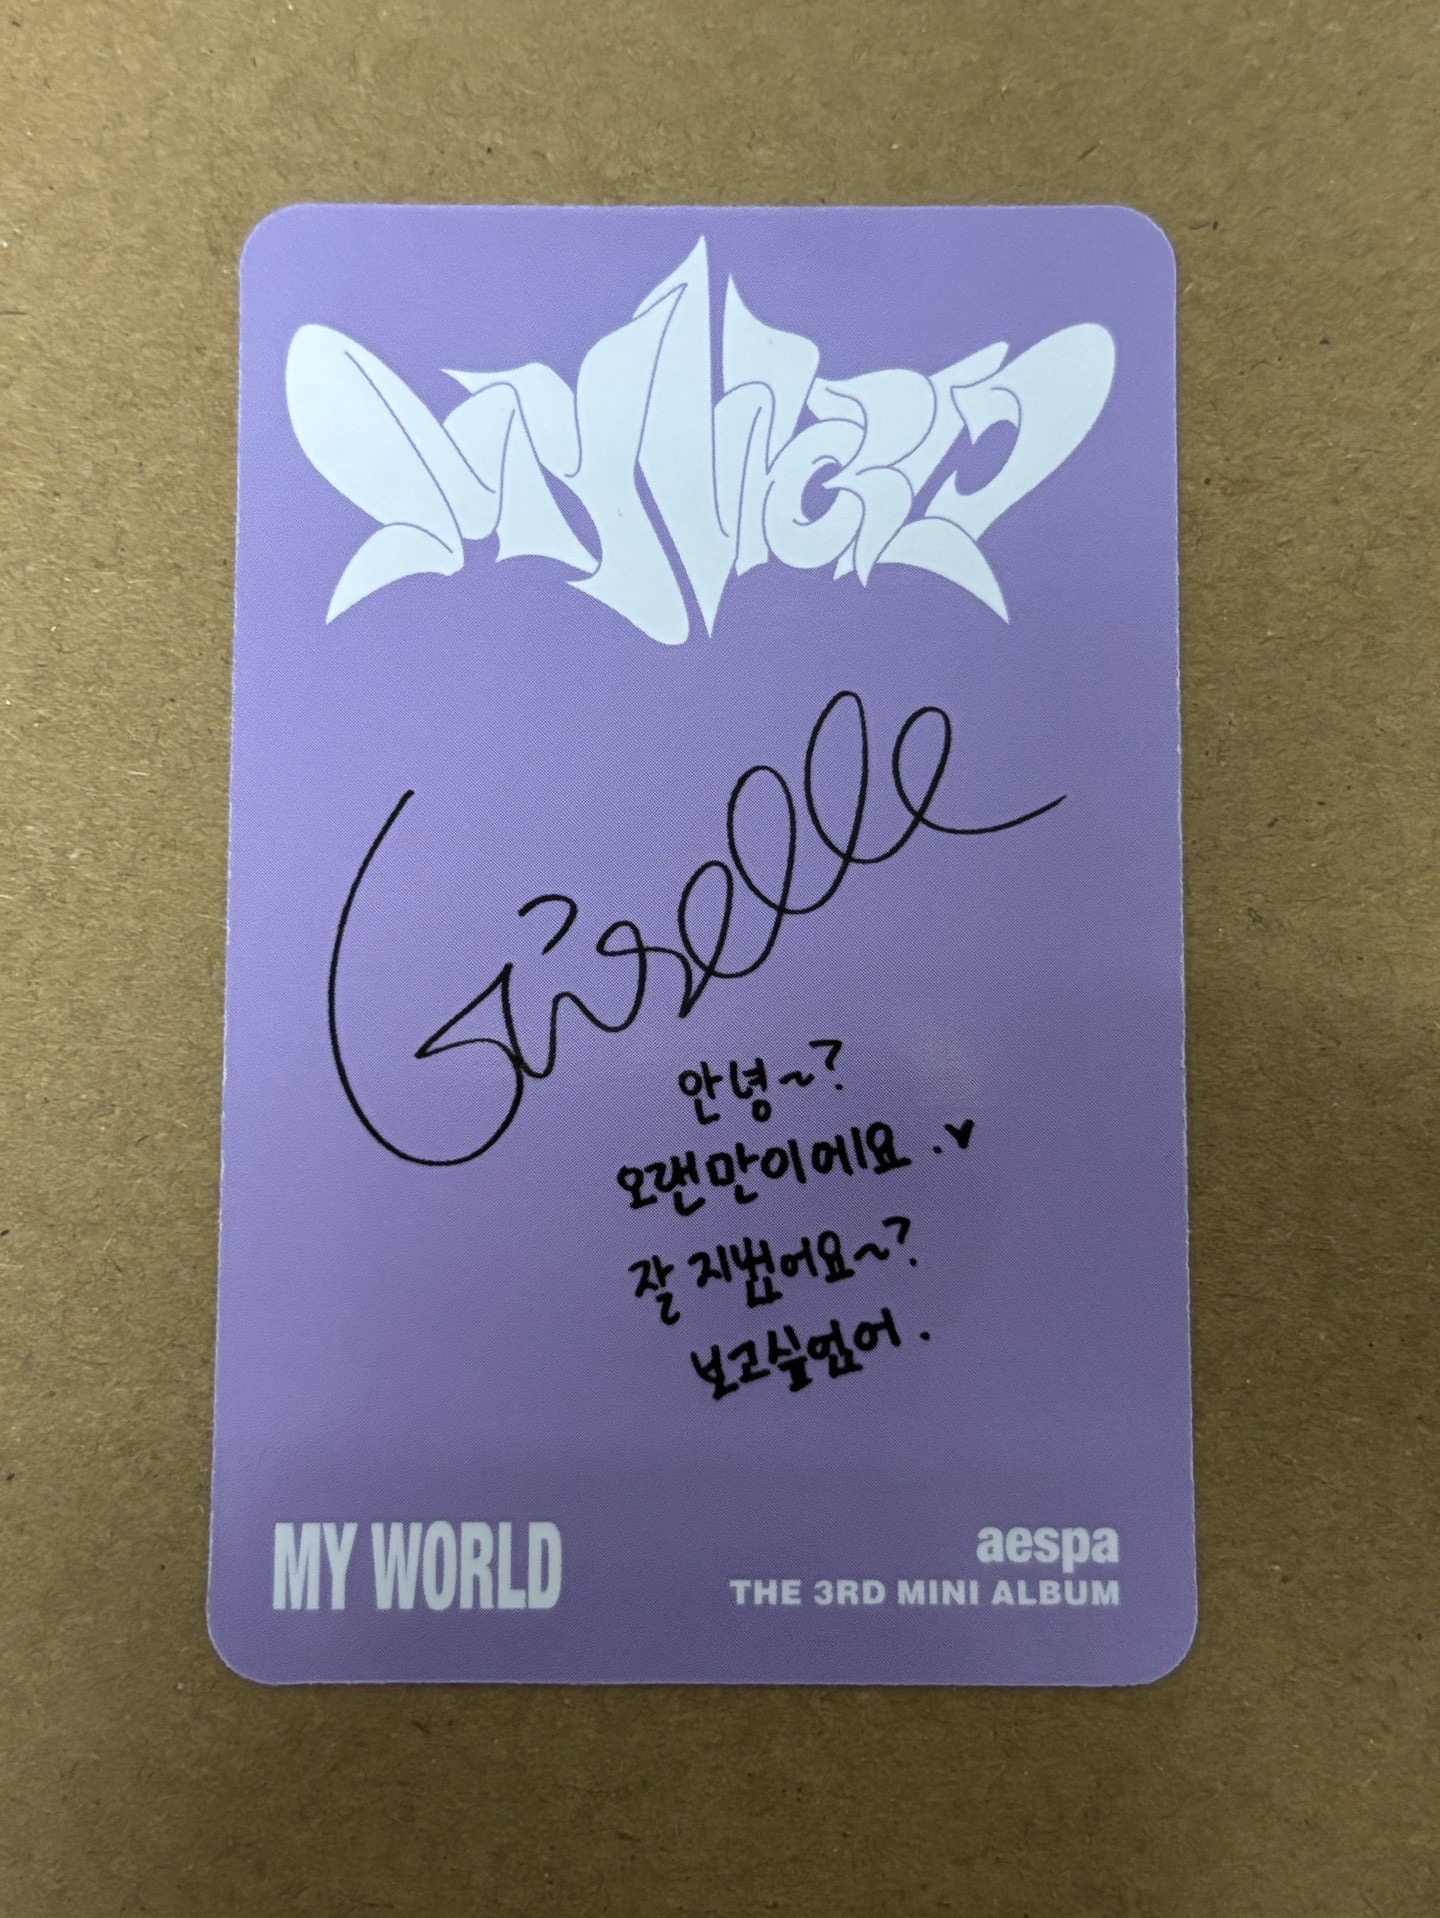 MY WORLD
Giselle
안녕~?
오랜만이에요.♥
잘 지냈어요~?
보고싶었어.
MY WORLD
aespa
THE 3RD MINI ALBUM